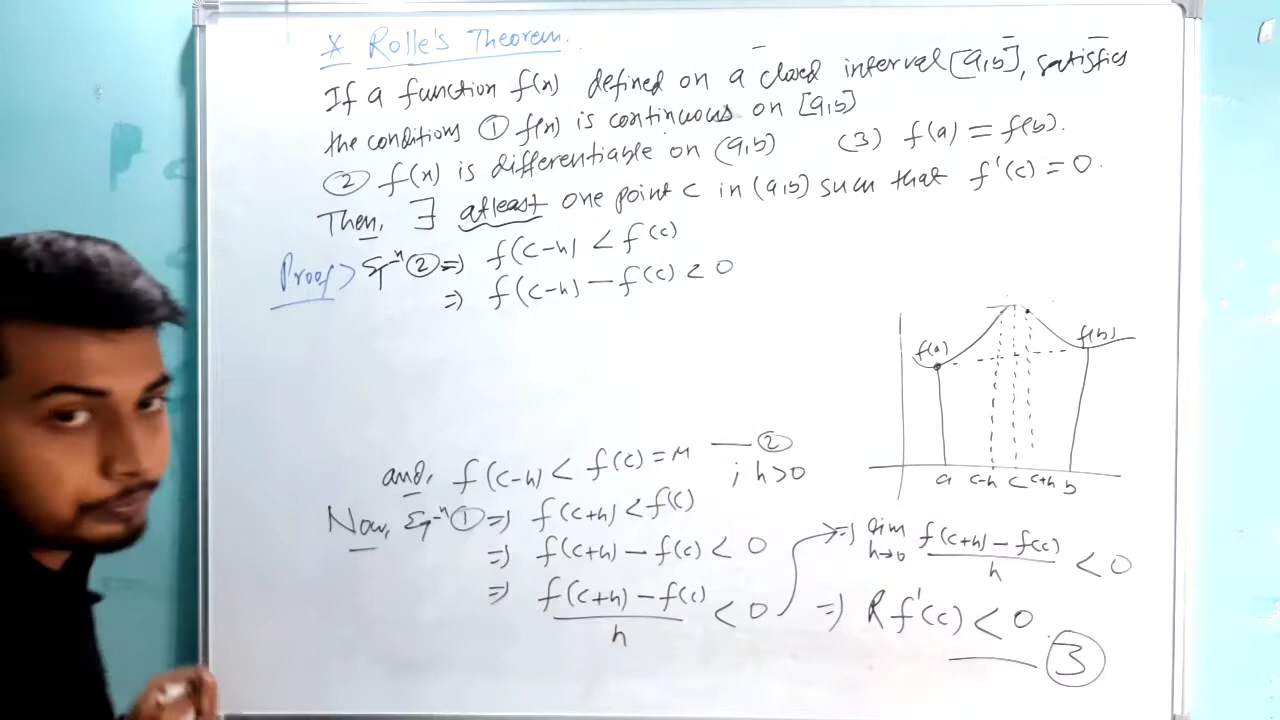 * Rolle's Theorem.
If a function f(x) defined on a closed interval [a,b], satisfies
the conditions ① f(x) is continuous on [a,b]
② f(x) is differentiable on (a,b) (3) f(a) = f(b).
Then, ∃ atleast one point c in (a,b) such that f'(c) = 0.
Proof > Eqⁿ ② ⇒ f(c-h) < f(c)
⇒ f(c-h) - f(c) < 0
f(a) f(b)
a c-h c c+h b
and, f(c-h) < f(c) = M — ②
; h>0
Now, Eqⁿ ① ⇒ f(c+h) < f(c)
⇒ f(c+h) - f(c) < 0
⇒ f(c+h) - f(c) / h < 0
⇒ lim h→0 f(c+h) - f(c) / h < 0
⇒ Rf'(c) < 0 — ③